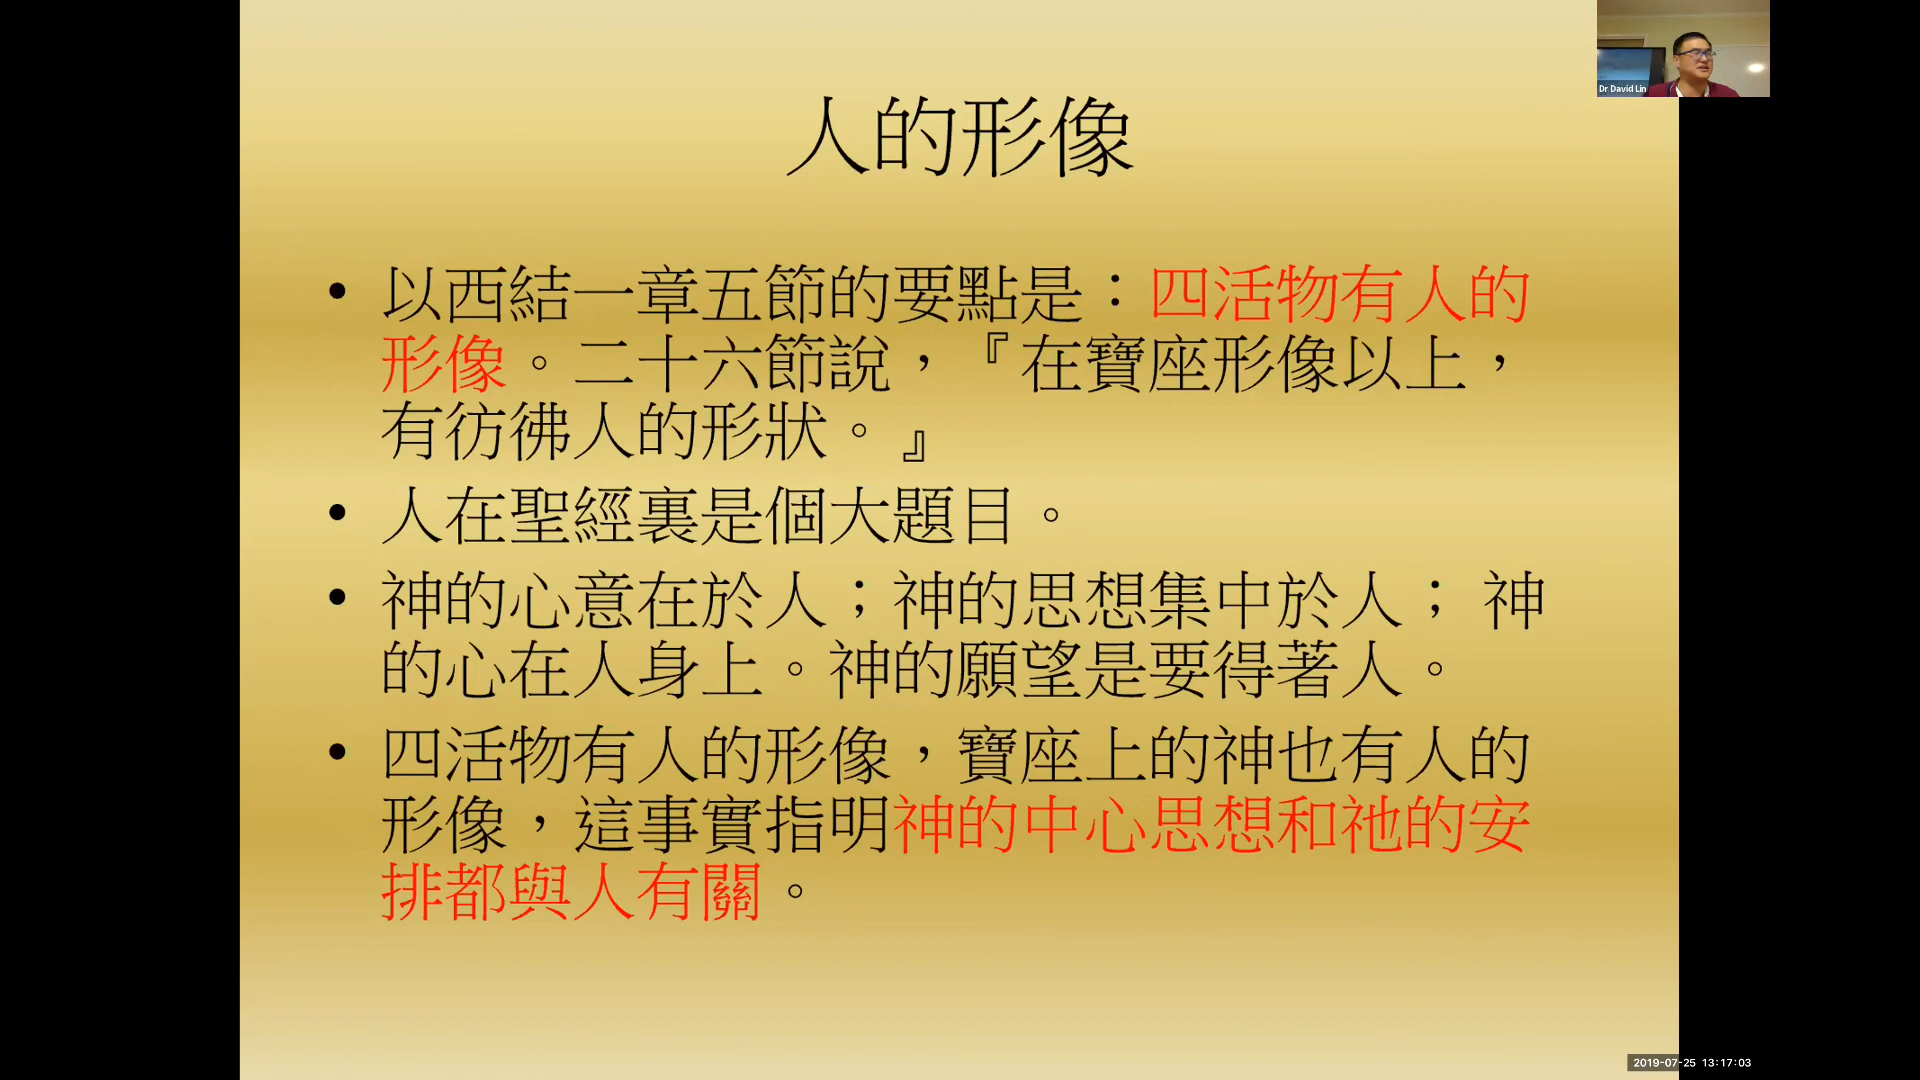 Dr David Lin
人的形像
• 以西結一章五節的要點是：四活物有人的
形像。二十六節說，『在寶座形像以上，
有彷彿人的形狀。』
• 人在聖經裏是個大題目。
• 神的心意在於人；神的思想集中於人； 神
的心在人身上。神的願望是要得著人。
• 四活物有人的形像，寶座上的神也有人的
形像，這事實指明神的中心思想和祂的安
排都與人有關。
2019-07-25 13:17:03